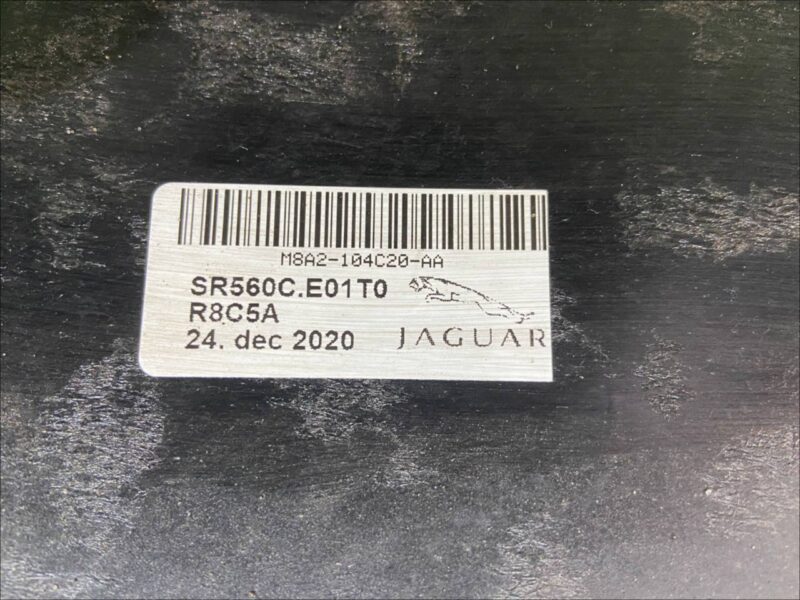 M8A2-104C20-AA
SR560C.E01T0
R8C5A
24. dec 2020
JAGUAR